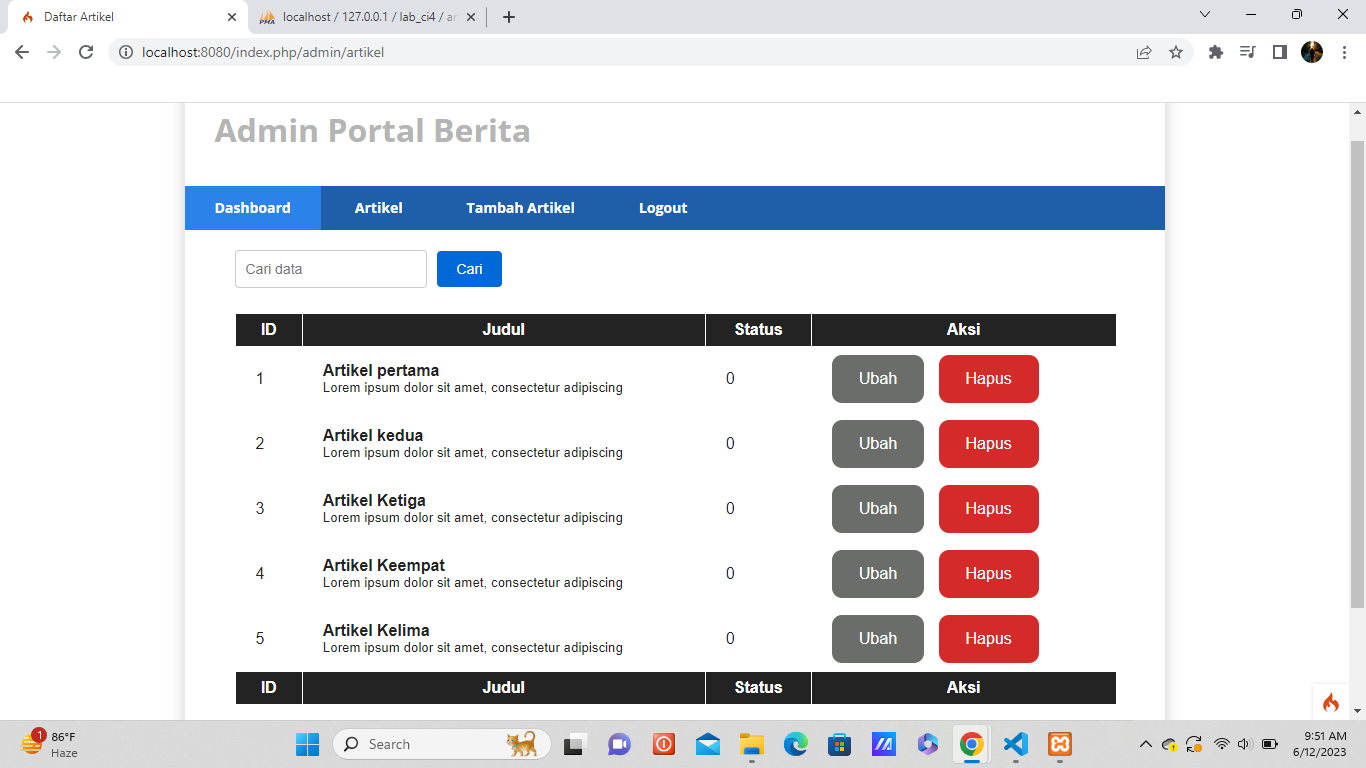 Daftar Artikel
localhost / 127.0.0.1 / lab_ci4 / ar
localhost:8080/index.php/admin/artikel
Admin Portal Berita
Dashboard Artikel Tambah Artikel Logout
Cari data Cari
ID Judul Status Aksi
1 Artikel pertama 0 Ubah Hapus
Lorem ipsum dolor sit amet, consectetur adipiscing
2 Artikel kedua 0 Ubah Hapus
Lorem ipsum dolor sit amet, consectetur adipiscing
3 Artikel Ketiga 0 Ubah Hapus
Lorem ipsum dolor sit amet, consectetur adipiscing
4 Artikel Keempat 0 Ubah Hapus
Lorem ipsum dolor sit amet, consectetur adipiscing
5 Artikel Kelima 0 Ubah Hapus
Lorem ipsum dolor sit amet, consectetur adipiscing
ID Judul Status Aksi
1 86°F
Haze
Search
9:51 AM
6/12/2023